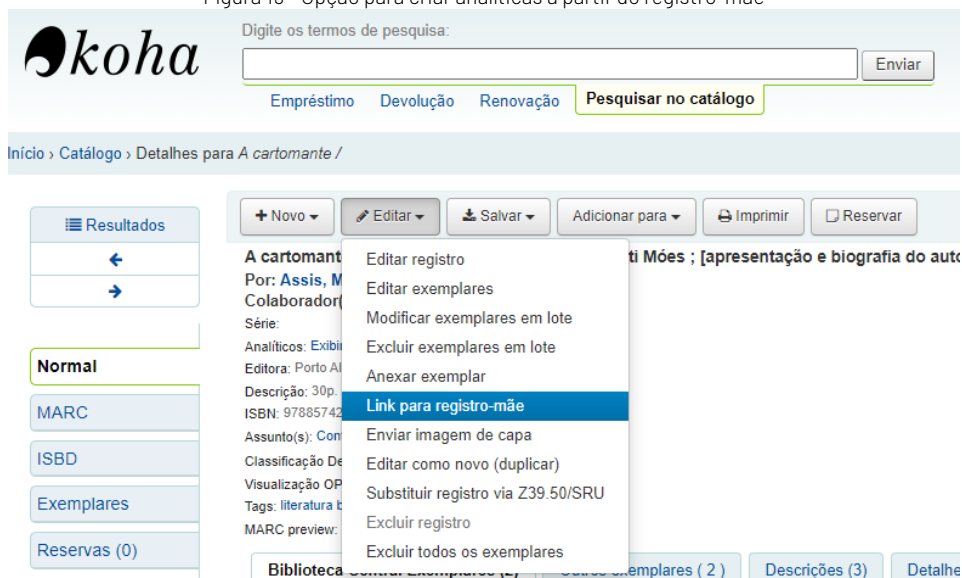 Figura 15 - Opção para criar analíticas a partir do registro-mãe
koha
Digite os termos de pesquisa:
Enviar
Empréstimo Devolução Renovação Pesquisar no catálogo
Início › Catálogo › Detalhes para A cartomante /
Resultados
+ Novo Editar Salvar Adicionar para Imprimir Reservar
A cartomant ti Móes ; [apresentação e biografia do auto
Por: Assis, M
Colaborador(
Série:
Analíticos: Exibi
Editora: Porto Al
Descrição: 30p.
ISBN: 97885742
Assunto(s): Con
Classificação De
Visualização OP
Tags: literatura b
MARC preview:
Editar registro
Editar exemplares
Modificar exemplares em lote
Excluir exemplares em lote
Anexar exemplar
Link para registro-mãe
Enviar imagem de capa
Editar como novo (duplicar)
Substituir registro via Z39.50/SRU
Excluir registro
Excluir todos os exemplares
Normal
MARC
ISBD
Exemplares
Reservas (0)
Biblioteca Central Exemplares (2) Outros exemplares ( 2 ) Descrições (3) Detalhe